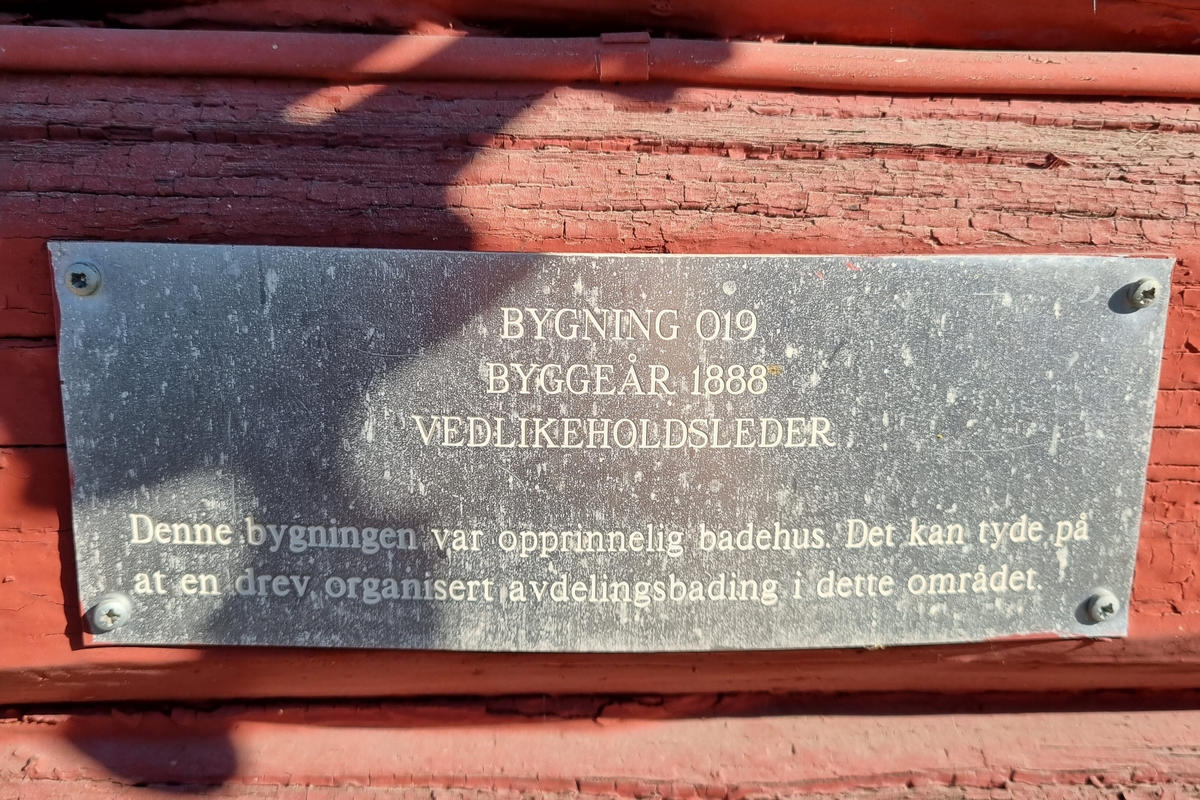 BYGNING 019
BYGGEÅR 1888
VEDLIKEHOLDSLEDER
Denne bygningen var opprinnelig badehus. Det kan tyde på
at en drev organisert avdelingsbading i dette området.